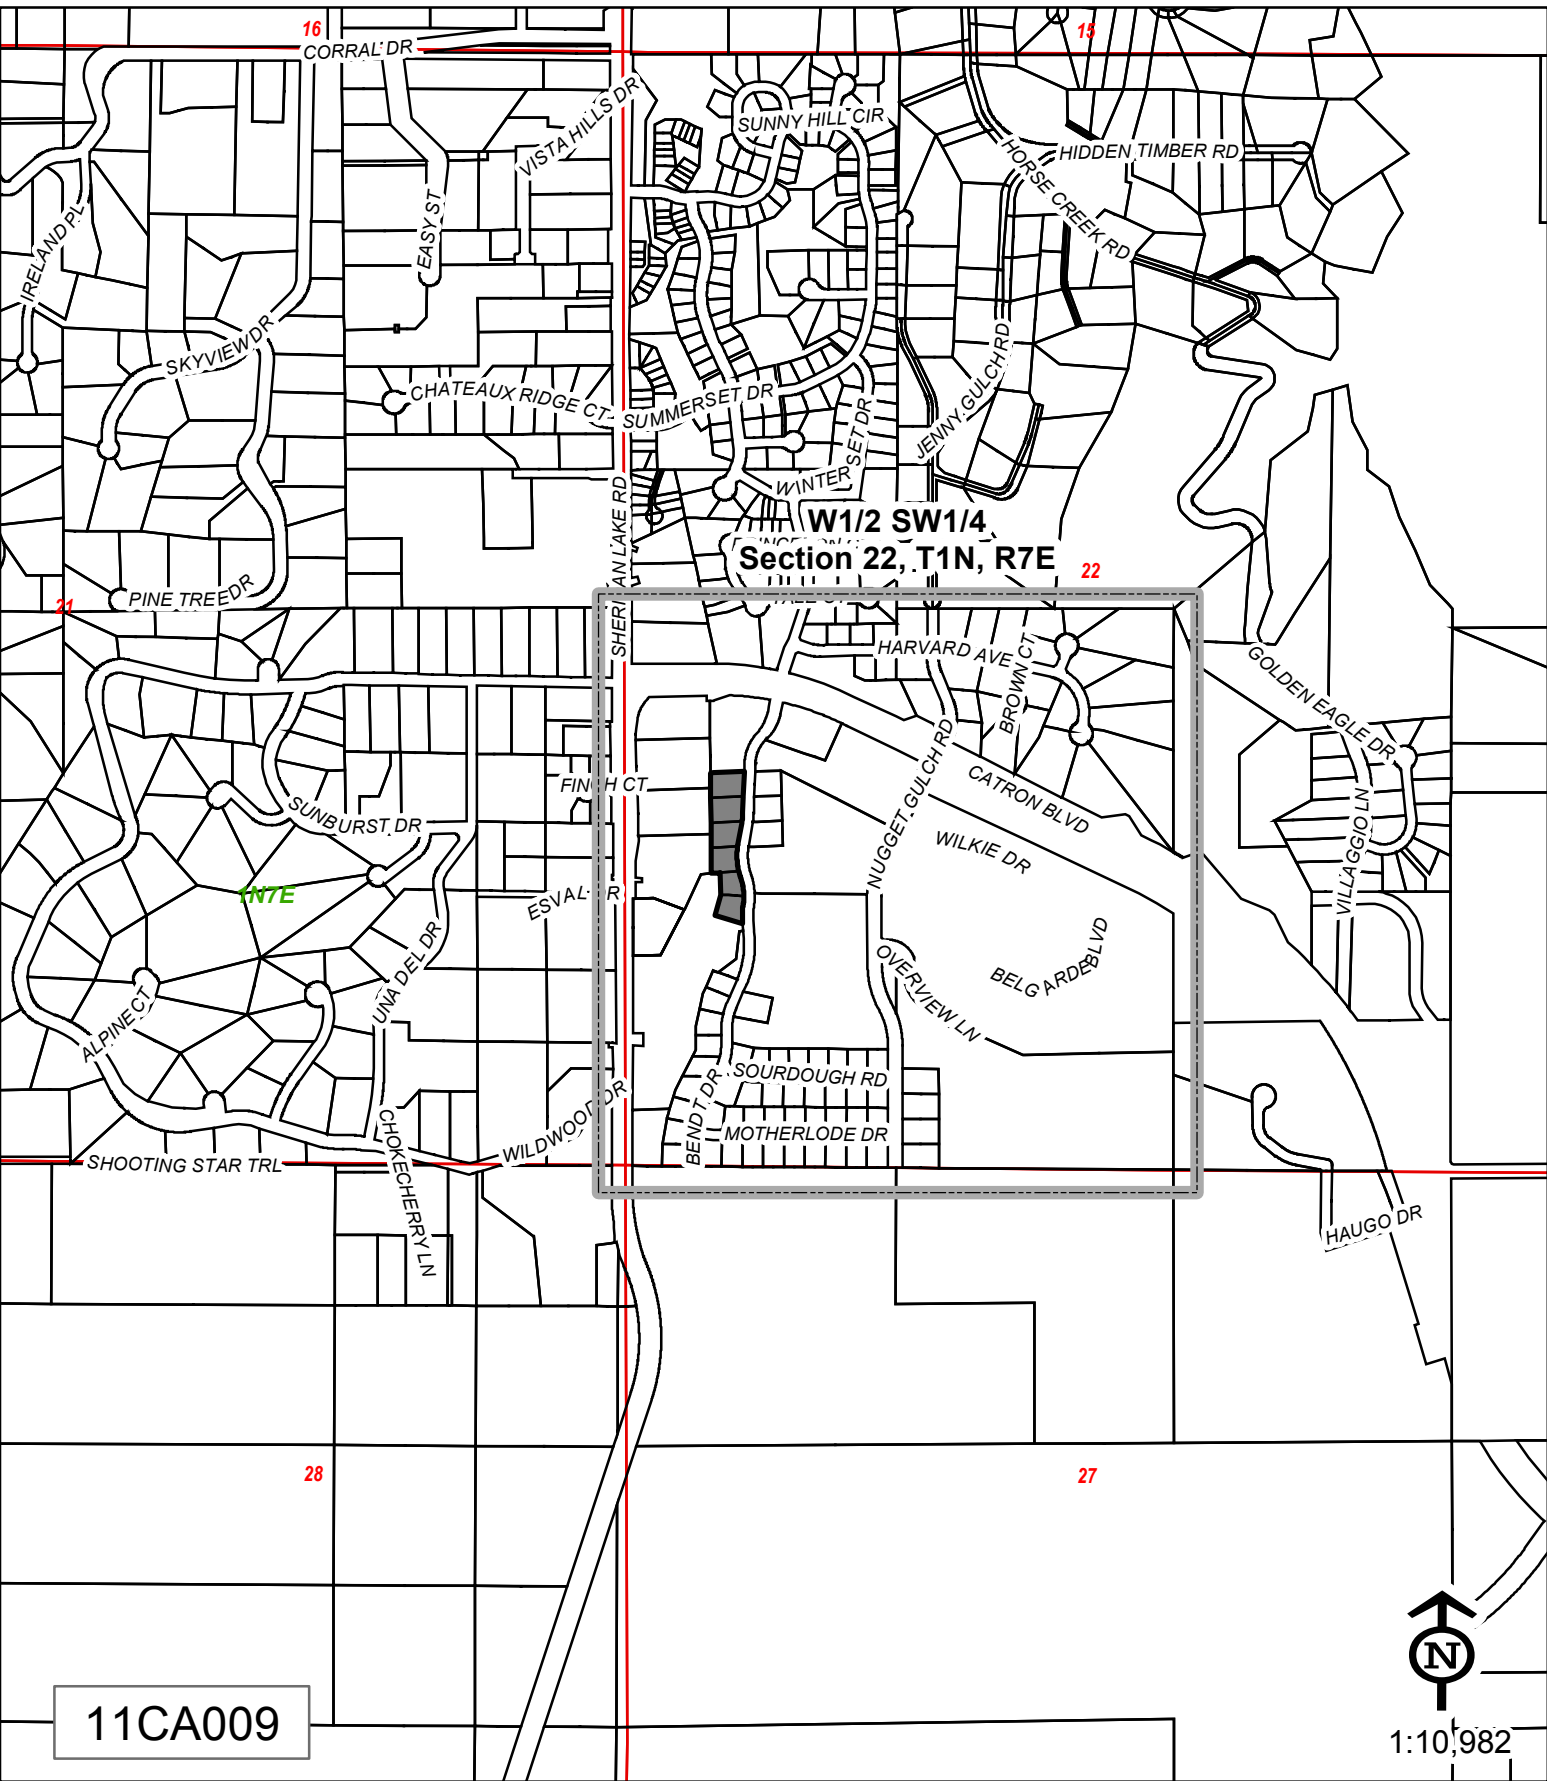 16
15
CORRAL DR
VISTA HILLS DR
SUNNY HILL CIR
HIDDEN TIMBER RD
HORSE CREEK RD
IRELAND PL
EASY ST
SKYVIEW DR
JENNY GULCH RD
CHATEAUX RIDGE CT
SUMMERSET DR
WINTER SET DR
W1/2 SW1/4
Section 22, T1N, R7E
22
PINE TREE DR
21
HARVARD AVE
BROWN CT
GOLDEN EAGLE DR
NUGGET GULCH RD
CATRON BLVD
FINCH CT
SUNBURST DR
WILKIE DR
VILLAGGIO LN
1N7E
ESVAL DR
UNA DEL DR
OVERVIEW LN
BELGARDE BLVD
ALPINE CT
SOURDOUGH RD
BENDT DR
MOTHERLODE DR
WILDWOOD DR
SHOOTING STAR TRL
CHOKECHERRY LN
HAUGO DR
28
27
N
11CA009
1:10,982